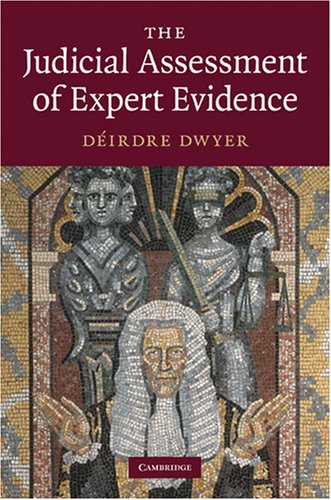 THE
JUDICIAL ASSESSMENT
OF EXPERT EVIDENCE
DÉIRDRE DWYER
CAMBRIDGE